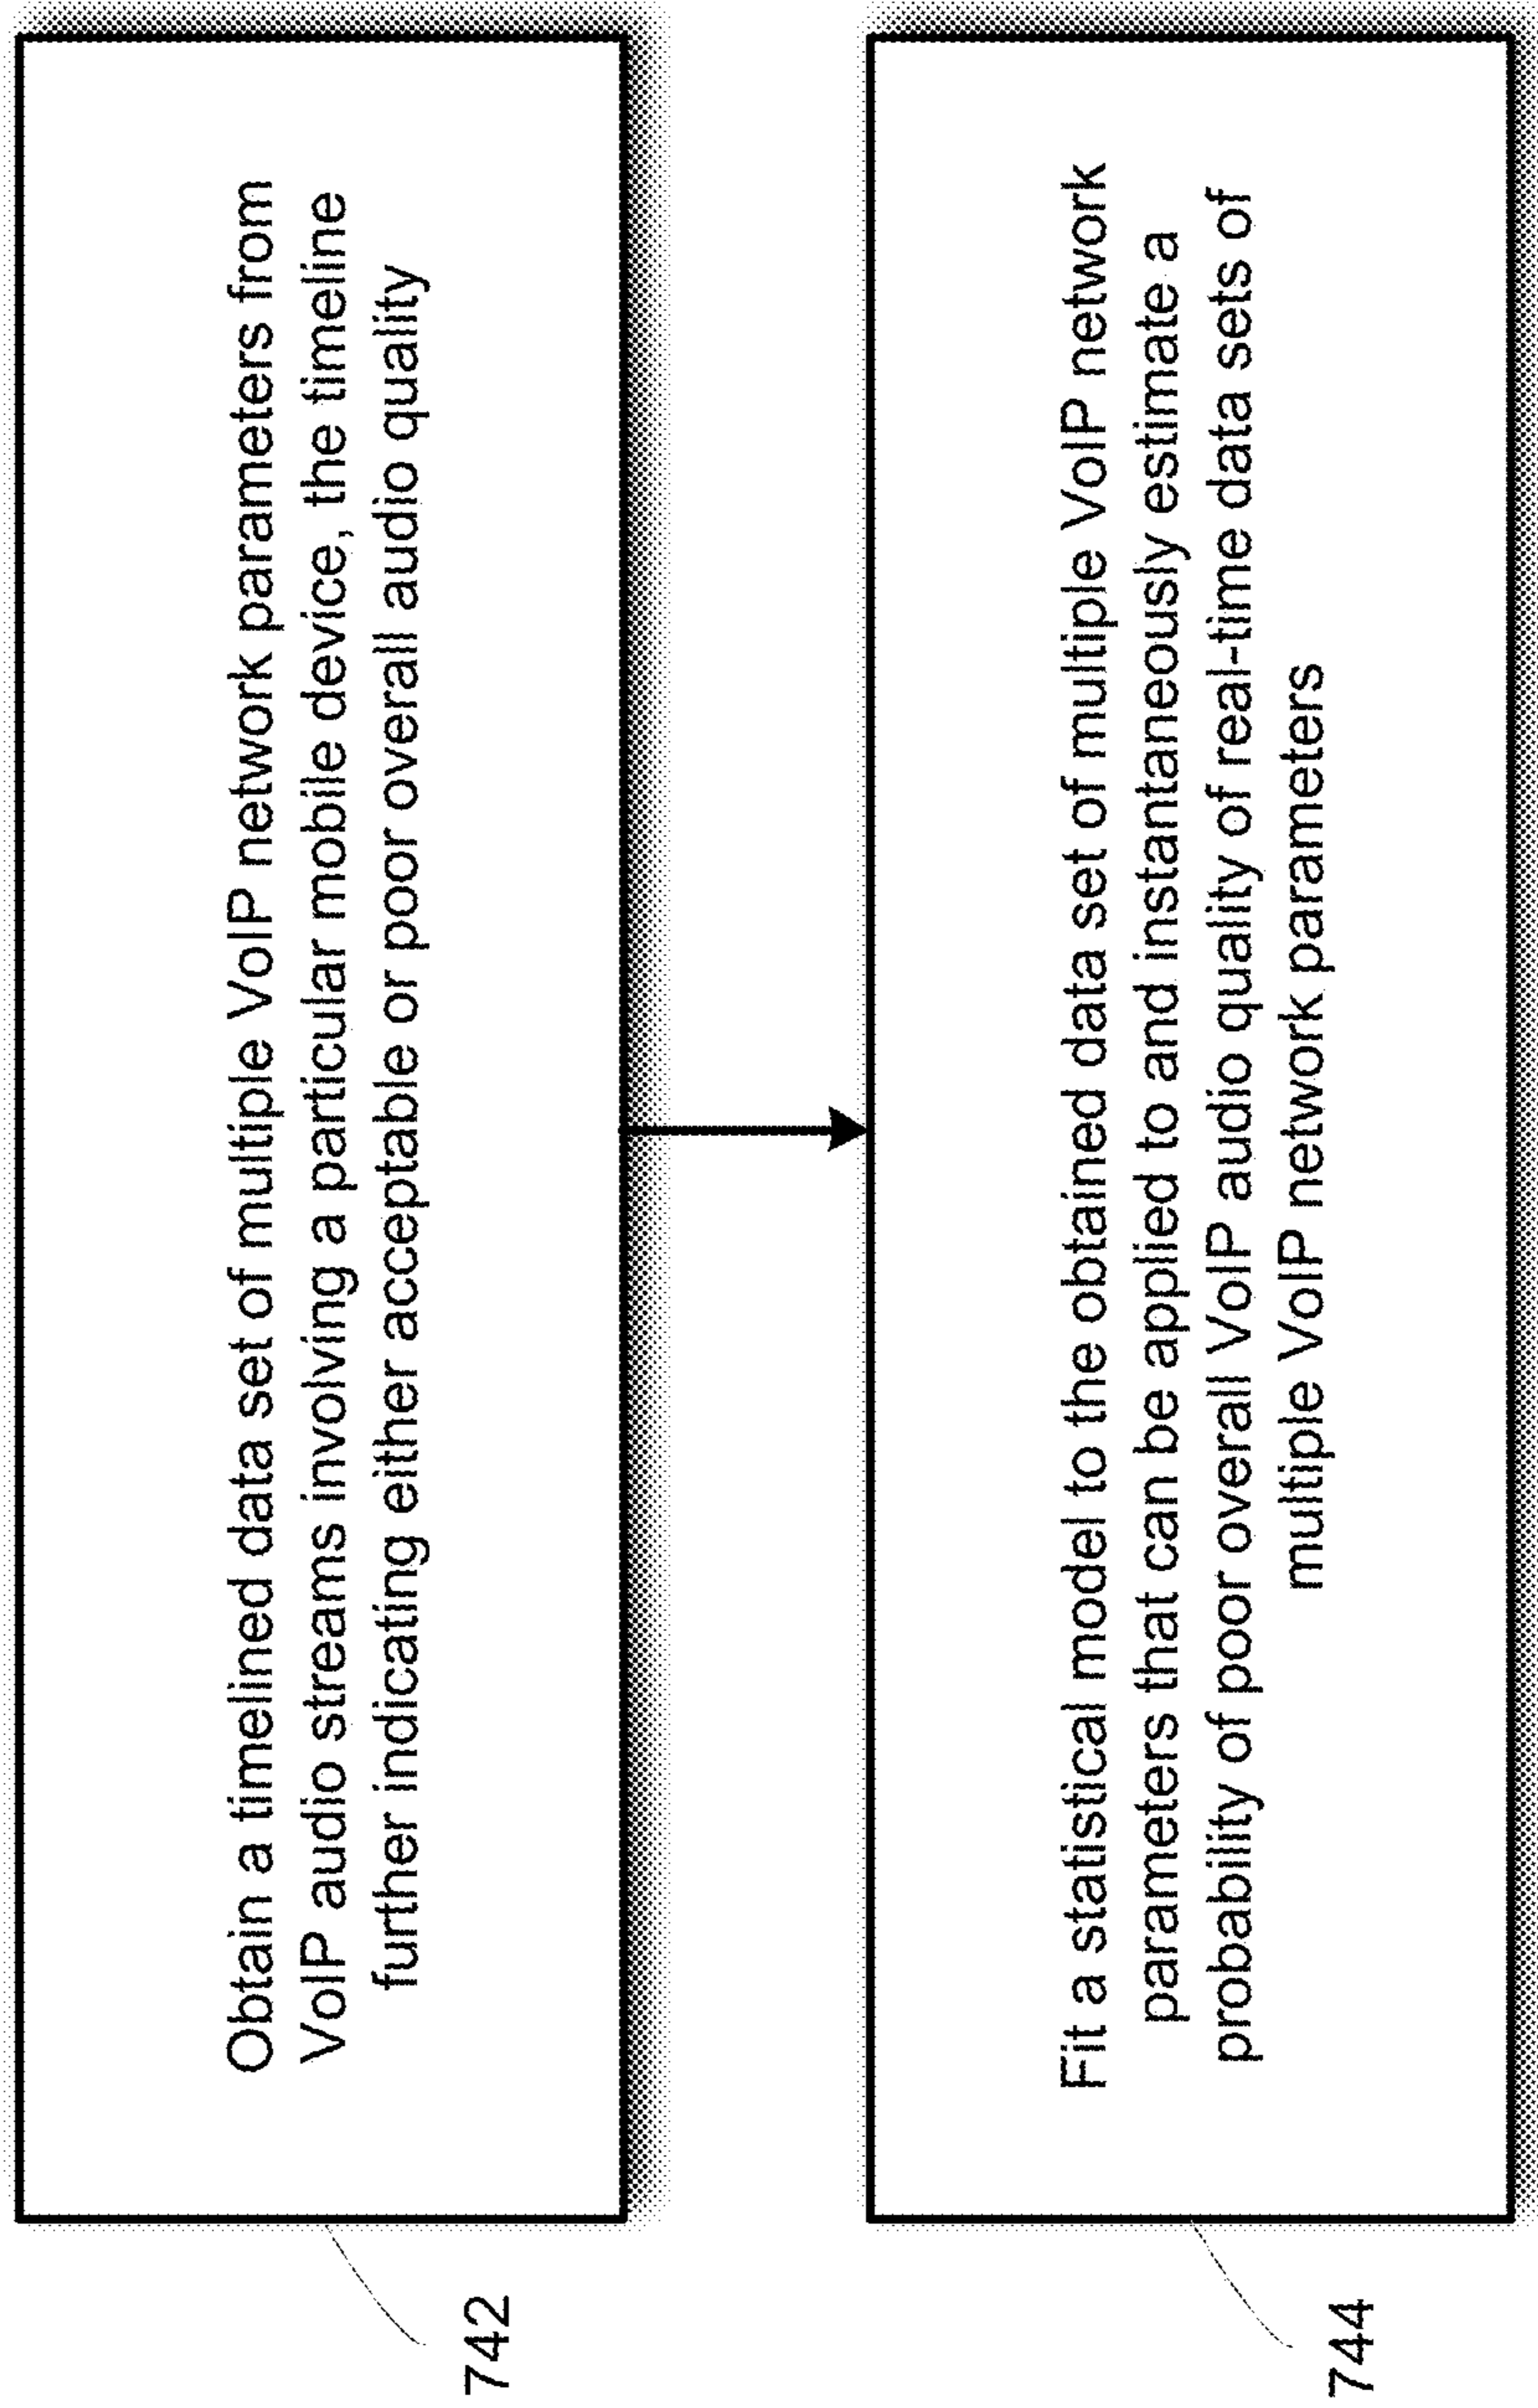 Obtain a timelined data set of multiple VoIP network parameters from
VoIP audio streams involving a particular mobile device, the timeline
further indicating either acceptable or poor overall audio quality
742
Fit a statistical model to the obtained data set of multiple VoIP network
parameters that can be applied to and instantaneously estimate a
probability of poor overall VoIP audio quality of real-time data sets of
multiple VoIP network parameters
744